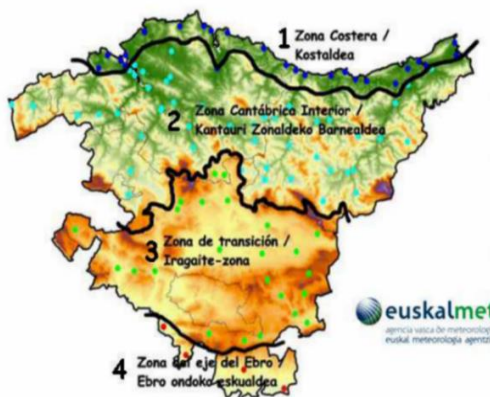 1 Zona Costera /
Kostaldea
2 Zona Cantábrica Interior /
Kantauri Zonaldeko Barnealdea
3 Zona de transición /
Iragaite-zona
euskalmet
agencia vasca de meteorología
euskal meteorologia agentzia
4 Zona del eje del Ebro /
Ebro ondoko eskualdea